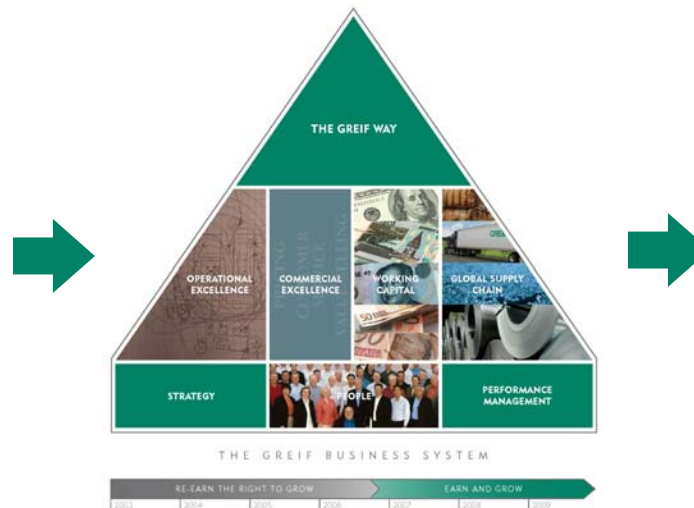 THE GREIF WAY
OPERATIONAL
EXCELLENCE
COMMERCIAL
EXCELLENCE
WORKING
CAPITAL
GLOBAL SUPPLY
CHAIN
STRATEGY
PEOPLE
PERFORMANCE
MANAGEMENT
THE GREIF BUSINESS SYSTEM
RE-EARN THE RIGHT TO GROW
EARN AND GROW
2003 2004 2005 2006 2007 2008 2009